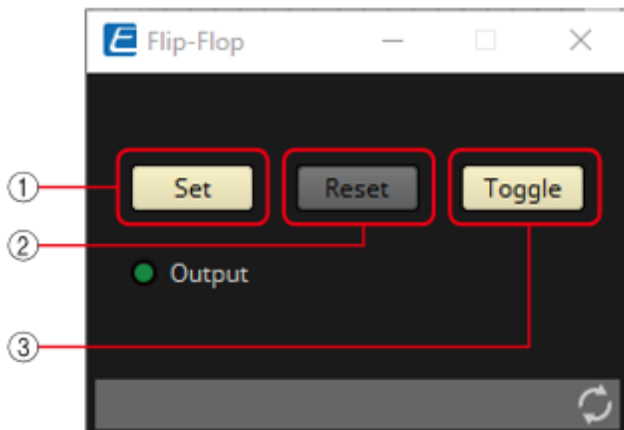 Flip-Flop
① Set Reset Toggle
②
Output
③